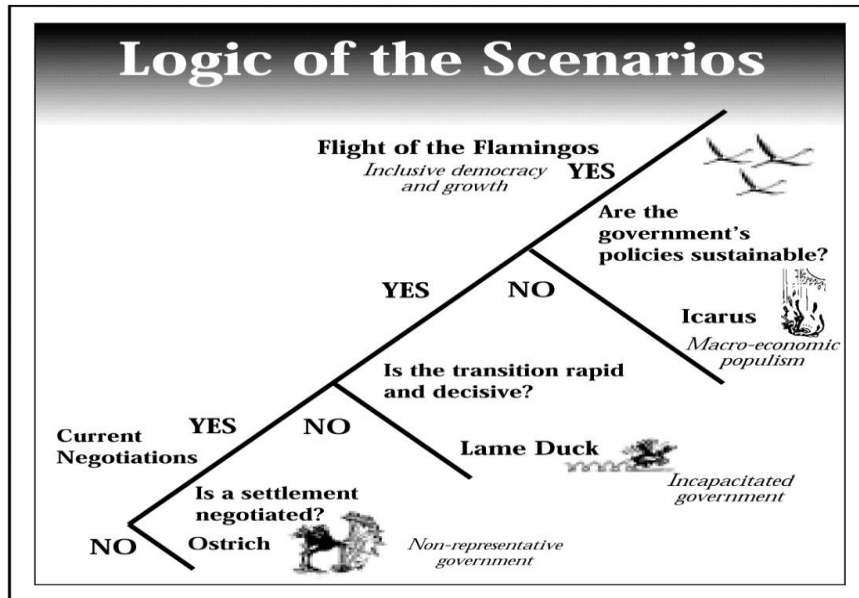 Logic of the Scenarios
Flight of the Flamingos
Inclusive democracy
and growth
YES
Are the
government's
policies sustainable?
YES
NO
Icarus
Macro-economic
populism
Is the transition rapid
and decisive?
YES
NO
Current
Negotiations
Lame Duck
Incapacitated
government
Is a settlement
negotiated?
NO
Ostrich
Non-representative
government